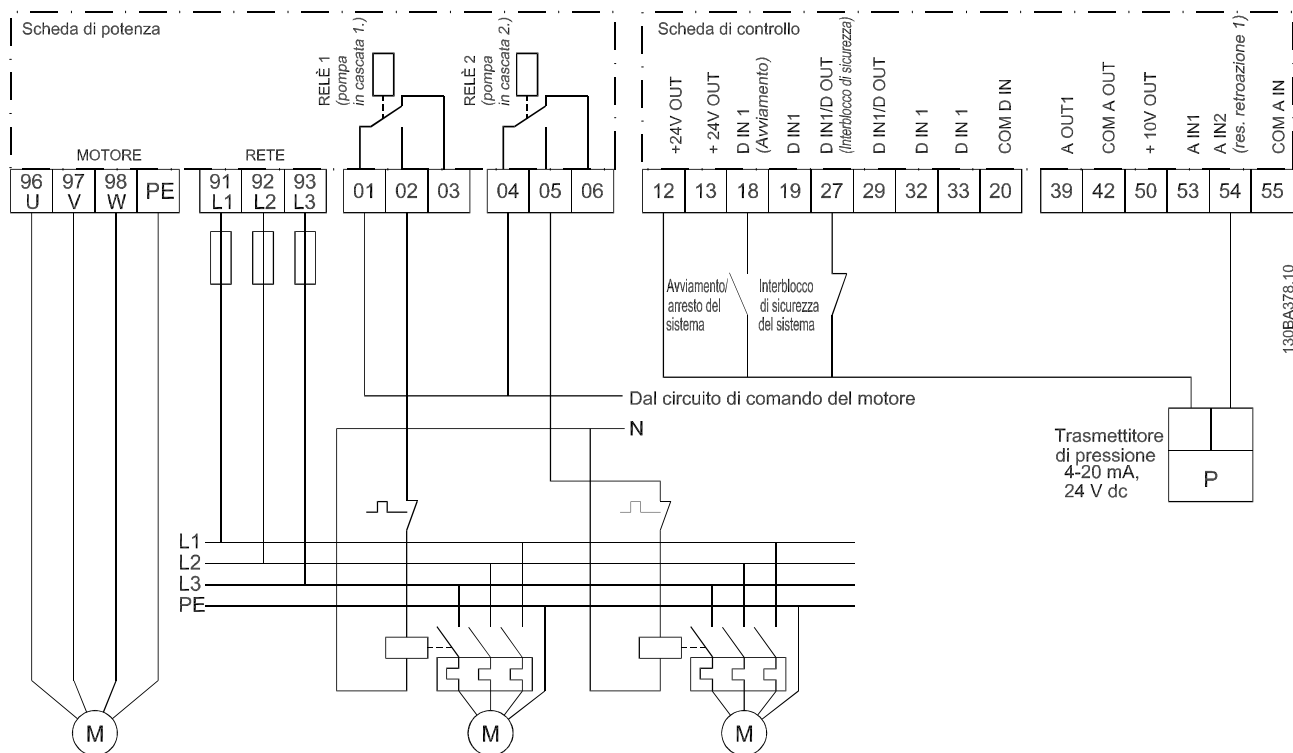 Scheda di potenza
RELÈ 1
(pompa
in cascata 1.)
RELÈ 2
(pompa
in cascata 2.)
MOTORE
RETE
96
U
97
V
98
W
PE
91
L1
92
L2
93
L3
01
02
03
04
05
06
Scheda di controllo
+24V OUT
+ 24V OUT
D IN 1
(Avviamento)
D IN1
D IN1/D OUT
(Interblocco di sicurezza)
D IN1/D OUT
D IN 1
D IN 1
COM D IN
A OUT1
COM A OUT
+ 10V OUT
A IN1
A IN2
(res. retroazione 1)
COM A IN
12
13
18
19
27
29
32
33
20
39
42
50
53
54
55
Avviamento/
arresto del
sistema
Interblocco
di sicurezza
del sistema
130BA378.10
Dal circuito di comando del motore
N
Trasmettitore
di pressione
4-20 mA,
24 V dc
P
L1
L2
L3
PE
M
M
M